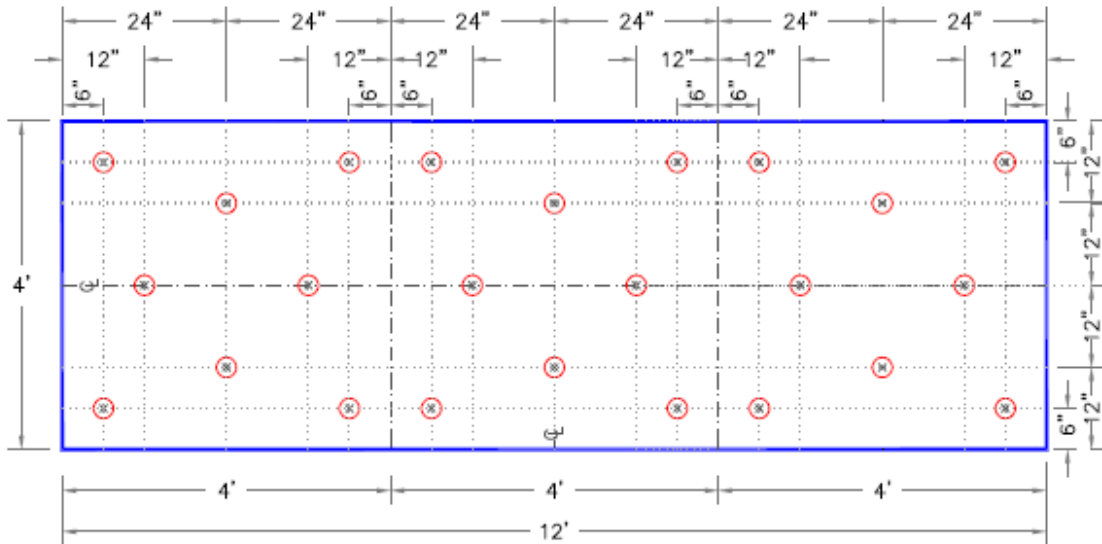 24" 24" 24" 24" 24" 24"
12" 12" 12" 12" 12" 12"
6" 6" 6" 6" 6" 6"
6" 12"
12"
4' ℄
12"
6" 12"
℄
4' 4' 4'
12'